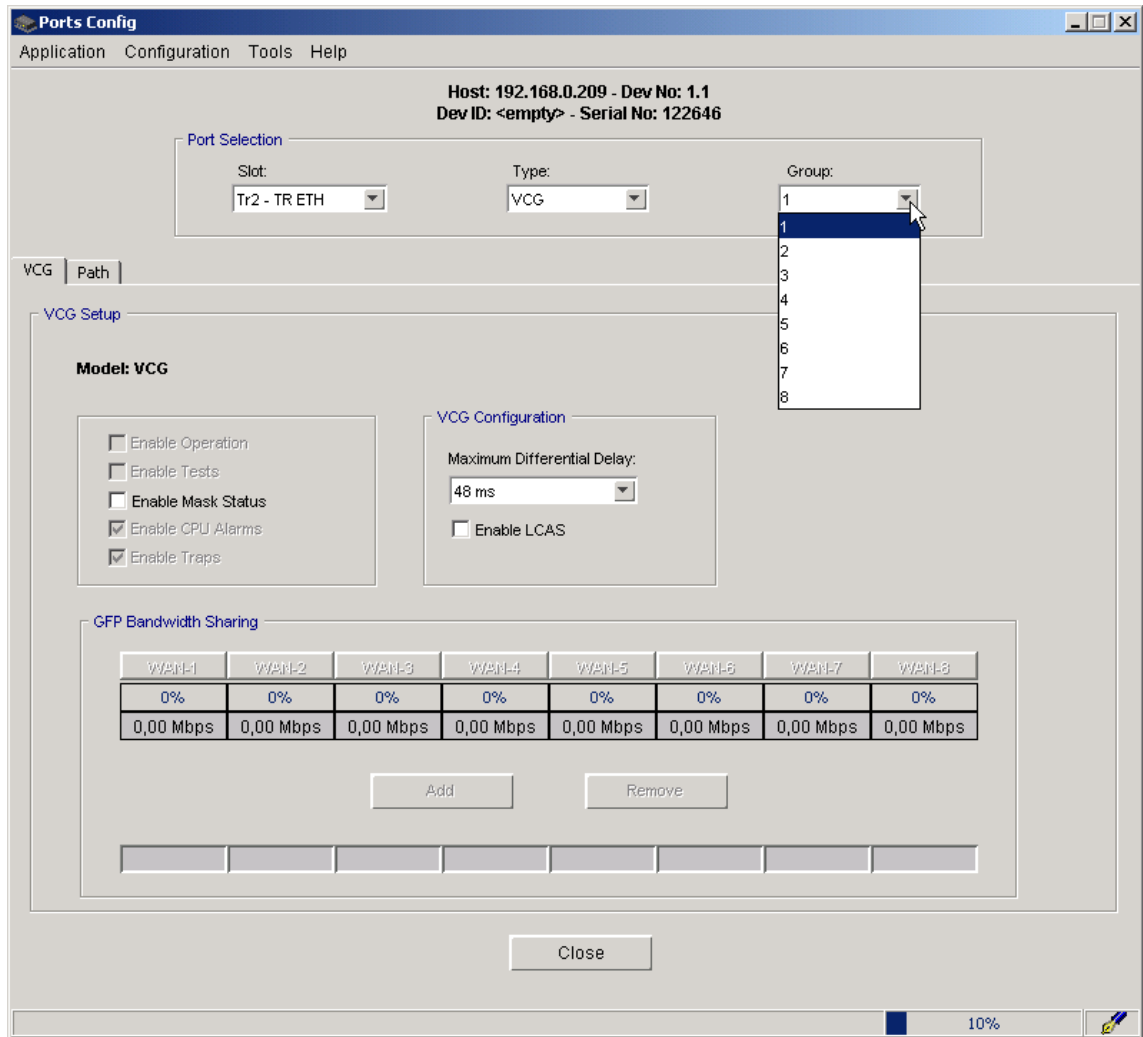 Ports Config
Application Configuration Tools Help
Host: 192.168.0.209 - Dev No: 1.1
Dev ID: <empty> - Serial No: 122646
Port Selection
Slot: Type: Group:
Tr2 - TR ETH VCG 1
1
2
3
4
5
6
7
8
VCG Path
VCG Setup
Model: VCG
Enable Operation
Enable Tests
Enable Mask Status
Enable CPU Alarms
Enable Traps
VCG Configuration
Maximum Differential Delay:
48 ms
Enable LCAS
GFP Bandwidth Sharing
WAN-1 WAN-2 WAN-3 WAN-4 WAN-5 WAN-6 WAN-7 WAN-8
0% 0% 0% 0% 0% 0% 0% 0%
0,00 Mbps 0,00 Mbps 0,00 Mbps 0,00 Mbps 0,00 Mbps 0,00 Mbps 0,00 Mbps 0,00 Mbps
Add Remove
Close
10%